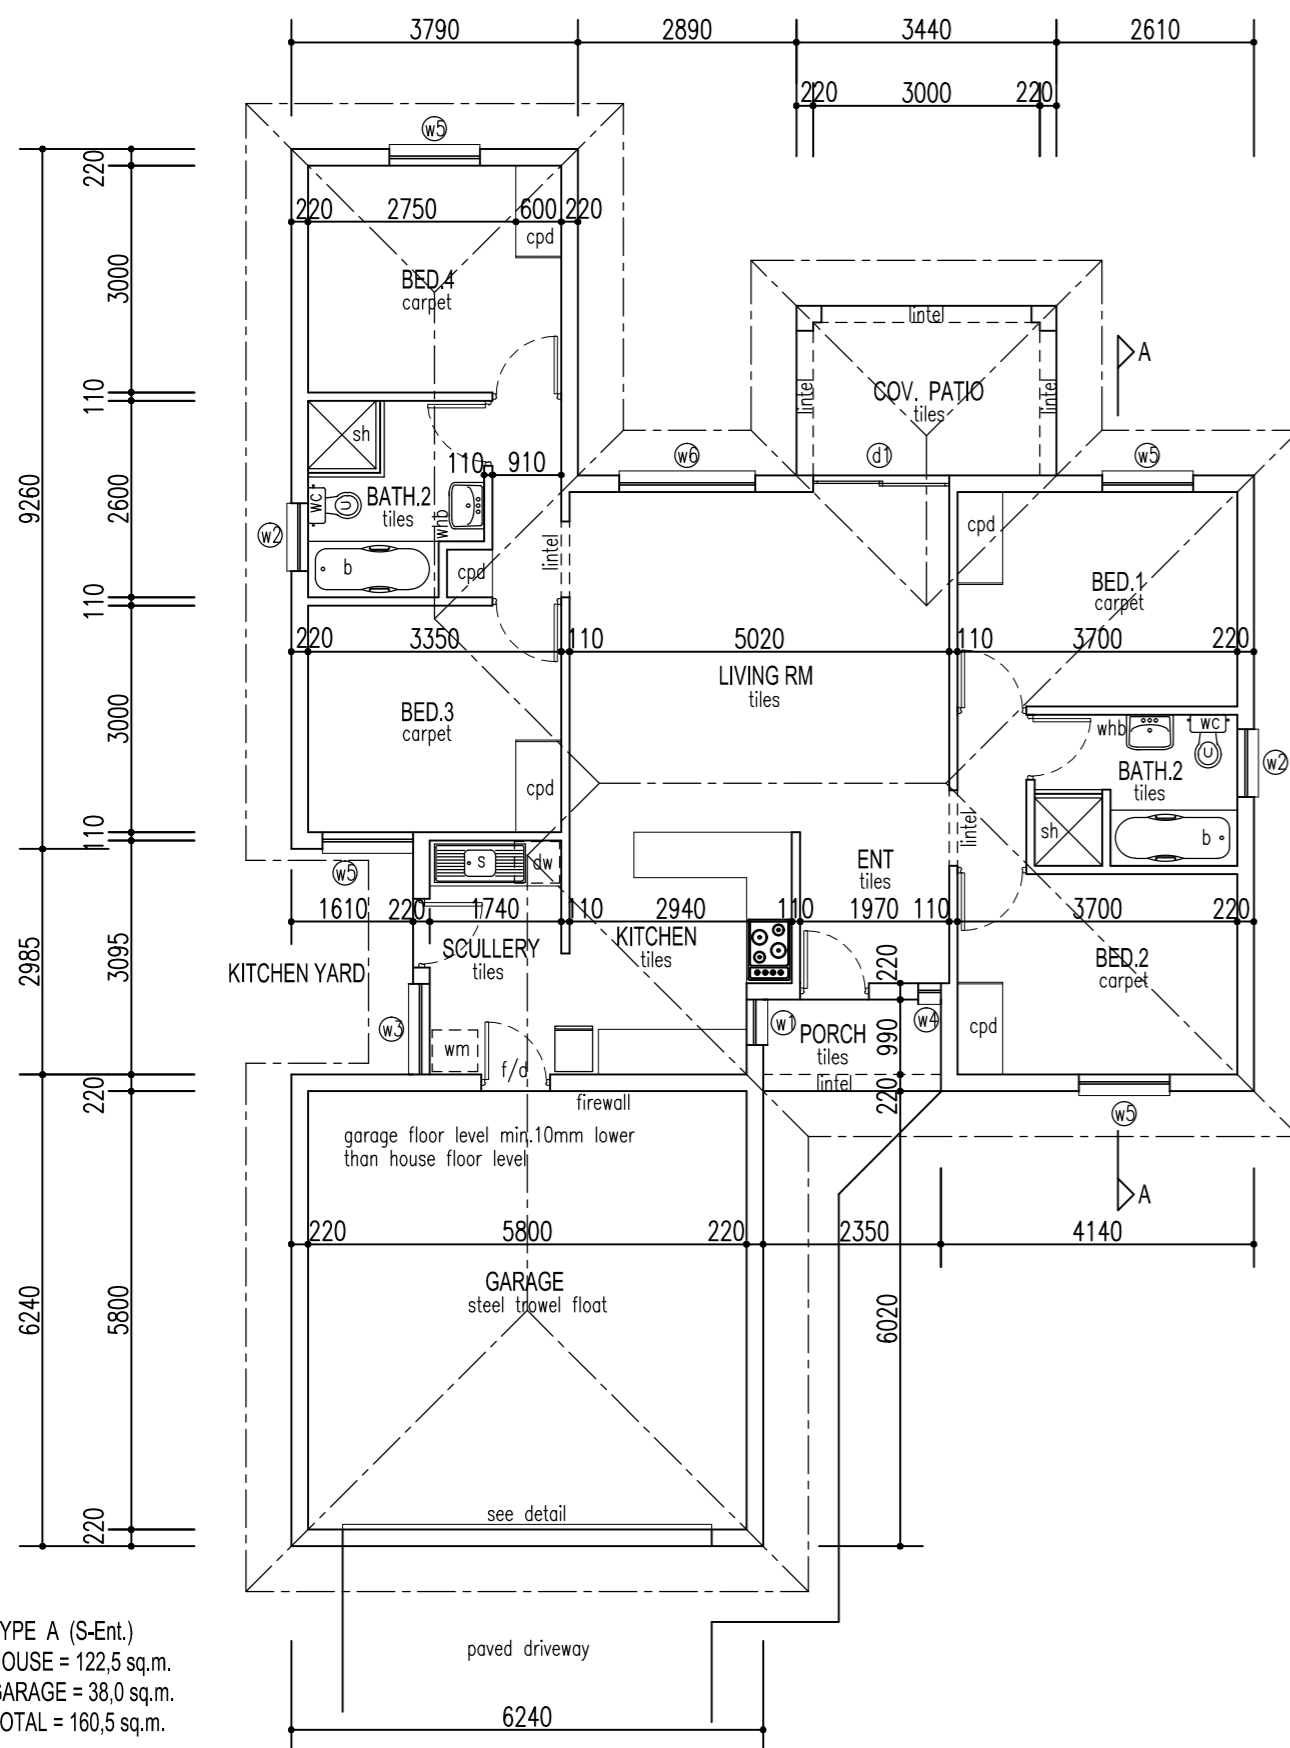 3790 2890 3440 2610
220 3000 220
w5
220
220 2750 600 220
cpd
3000
BED.4
carpet
lintel
A
110
lintel
COV. PATIO
tiles
lintel
sh
110 910
w6
d1
w5
9260
2600
WC
BATH.2
tiles
whb
cpd
w2
lintel
b
cpd
BED.1
carpet
110
220 3350 110 5020 110 3700 220
LIVING RM
tiles
3000
BED.3
carpet
whb
WC
w2
BATH.2
tiles
cpd
110
sh
b
lintel
s
dw
ENT
tiles
w5
1610 220 1740 110 2940 110 1970 110 3700 220
2985
3095
SCULLERY
tiles
KITCHEN
tiles
220
BED.2
carpet
KITCHEN YARD
w3
w1
PORCH
tiles
w4
990
cpd
wm
f/d
lintel
220
220
firewall
w5
garage floor level min.10mm lower
than house floor level
A
220 5800 220 2350 4140
GARAGE
steel trowel float
6240
5800
6020
see detail
220
YPE A (S-Ent.)
OUSE = 122,5 sq.m.
GARAGE = 38,0 sq.m.
OTAL = 160,5 sq.m.
paved driveway
6240